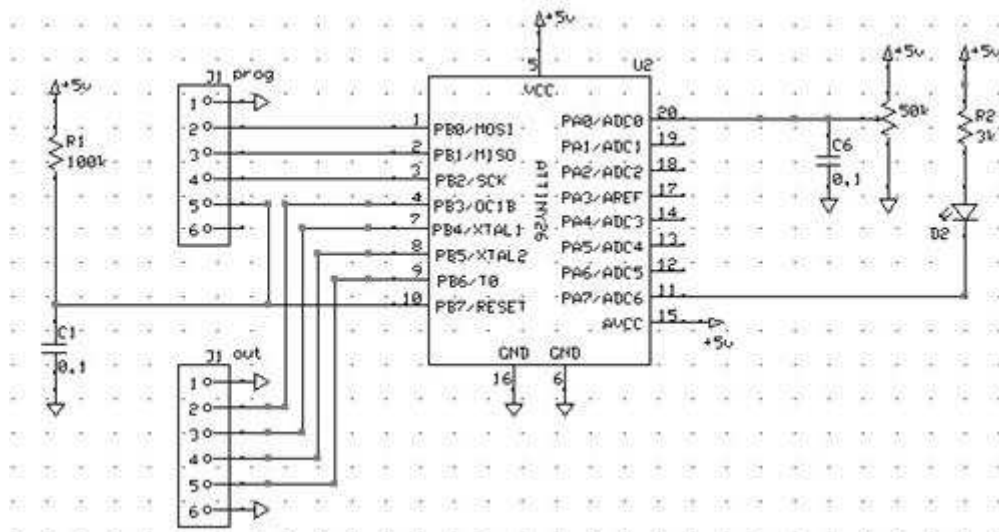 +5v
R1
100k
C1
0,1
J1 prog
1
2
3
4
5
6
J1 out
1
2
3
4
5
6
+5v
5
U2
VCC
1 PB0/MOSI
2 PB1/MISO
3 PB2/SCK
4 PB3/OC1B
7 PB4/XTAL1
8 PB5/XTAL2
9 PB6/T0
10 PB7/RESET
ATTINY26
PA0/ADC0 20
PA1/ADC1 19
PA2/ADC2 18
PA3/AREF 17
PA4/ADC3 14
PA5/ADC4 13
PA6/ADC5 12
PA7/ADC6 11
AVCC 15
+5v
GND GND
16 6
C6
0,1
+5v
50k
+5v
R2
3k
D2